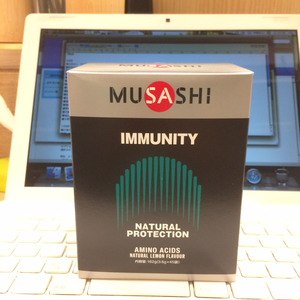 MUSASHI
IMMUNITY
NATURAL
PROTECTION
AMINO ACIDS
NATURAL LEMON FLAVOUR